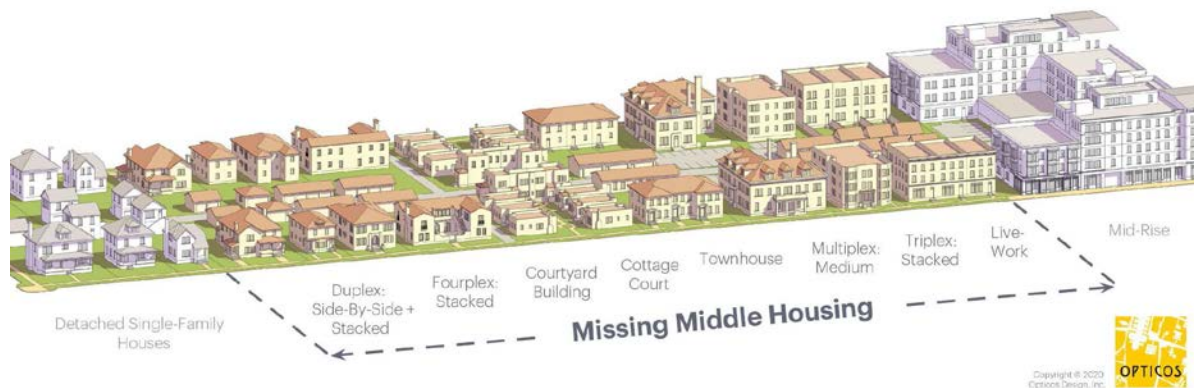 Detached Single-Family
Houses
Duplex:
Side-By-Side +
Stacked
Fourplex:
Stacked
Courtyard
Building
Cottage
Court
Townhouse
Multiplex:
Medium
Triplex:
Stacked
Live-
Work
Mid-Rise
Missing Middle Housing
Copyright © 2020
Opticos Design, Inc.
OPTICOS